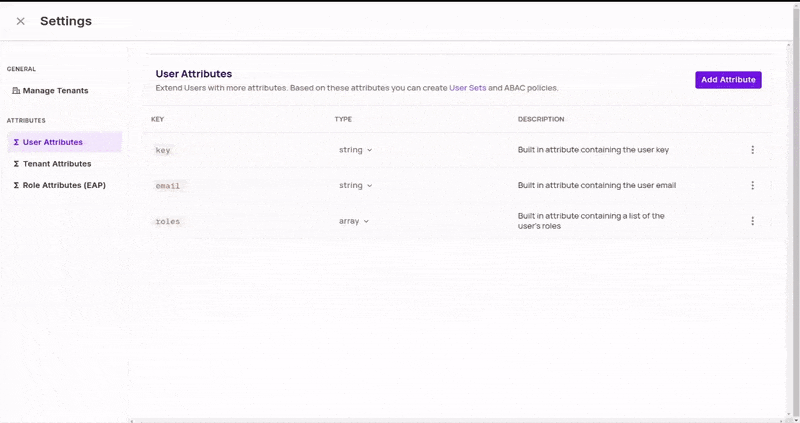 Settings
GENERAL
Manage Tenants
ATTRIBUTES
User Attributes
Tenant Attributes
Role Attributes (EAP)
User Attributes
Extend Users with more attributes. Based on these attributes you can create User Sets and ABAC policies.
Add Attribute
KEY TYPE DESCRIPTION
key string Built in attribute containing the user key
email string Built in attribute containing the user email
roles array Built in attribute containing a list of the
user's roles